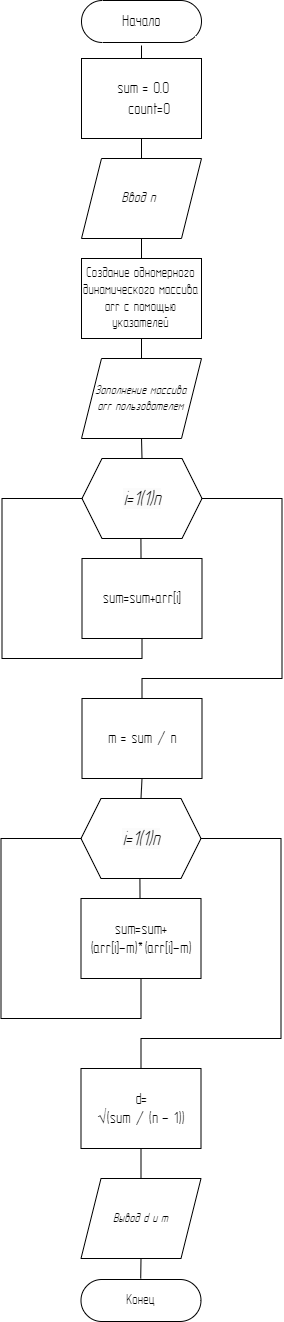 Начало
sum = 0.0
count=0
Ввод n
Создание одномерного
динамического массива
arr с помощью
указателей
Заполнение массива
arr пользователем
i=1(1)n
sum=sum+arr[i]
m = sum / n
i=1(1)n
sum=sum+
(arr[i]-m)*(arr[i]-m)
d=
√(sum / (n - 1))
Вывод d и m
Конец